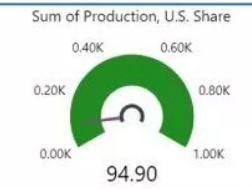 Sum of Production, U.S. Share
0.40K 0.60K
0.20K 0.80K
0.00K 1.00K
94.90